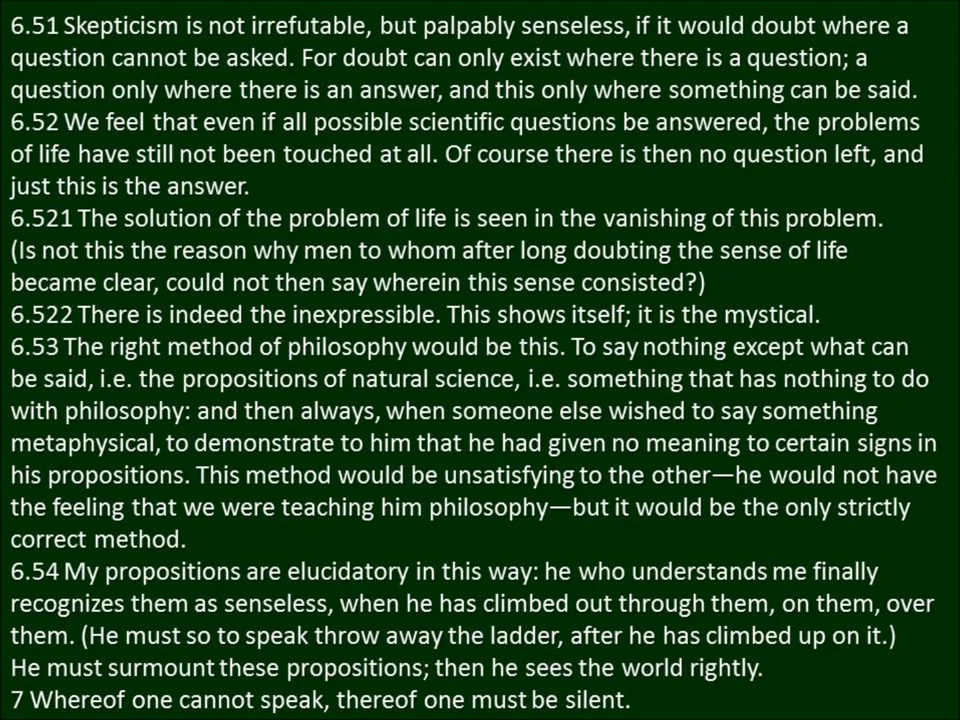 6.51 Skepticism is not irrefutable, but palpably senseless, if it would doubt where a
question cannot be asked. For doubt can only exist where there is a question; a
question only where there is an answer, and this only where something can be said.
6.52 We feel that even if all possible scientific questions be answered, the problems
of life have still not been touched at all. Of course there is then no question left, and
just this is the answer.
6.521 The solution of the problem of life is seen in the vanishing of this problem.
(Is not this the reason why men to whom after long doubting the sense of life
became clear, could not then say wherein this sense consisted?)
6.522 There is indeed the inexpressible. This shows itself; it is the mystical.
6.53 The right method of philosophy would be this. To say nothing except what can
be said, i.e. the propositions of natural science, i.e. something that has nothing to do
with philosophy: and then always, when someone else wished to say something
metaphysical, to demonstrate to him that he had given no meaning to certain signs in
his propositions. This method would be unsatisfying to the other—he would not have
the feeling that we were teaching him philosophy—but it would be the only strictly
correct method.
6.54 My propositions are elucidatory in this way: he who understands me finally
recognizes them as senseless, when he has climbed out through them, on them, over
them. (He must so to speak throw away the ladder, after he has climbed up on it.)
He must surmount these propositions; then he sees the world rightly.
7 Whereof one cannot speak, thereof one must be silent.